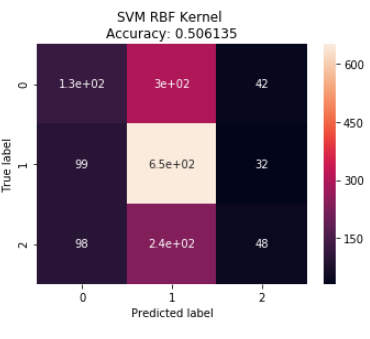 SVM RBF Kernel
Accuracy: 0.506135
True label
0
1.3e+02 3e+02 42
1
99 6.5e+02 32
2
98 2.4e+02 48
0 1 2
Predicted label
600
450
300
150